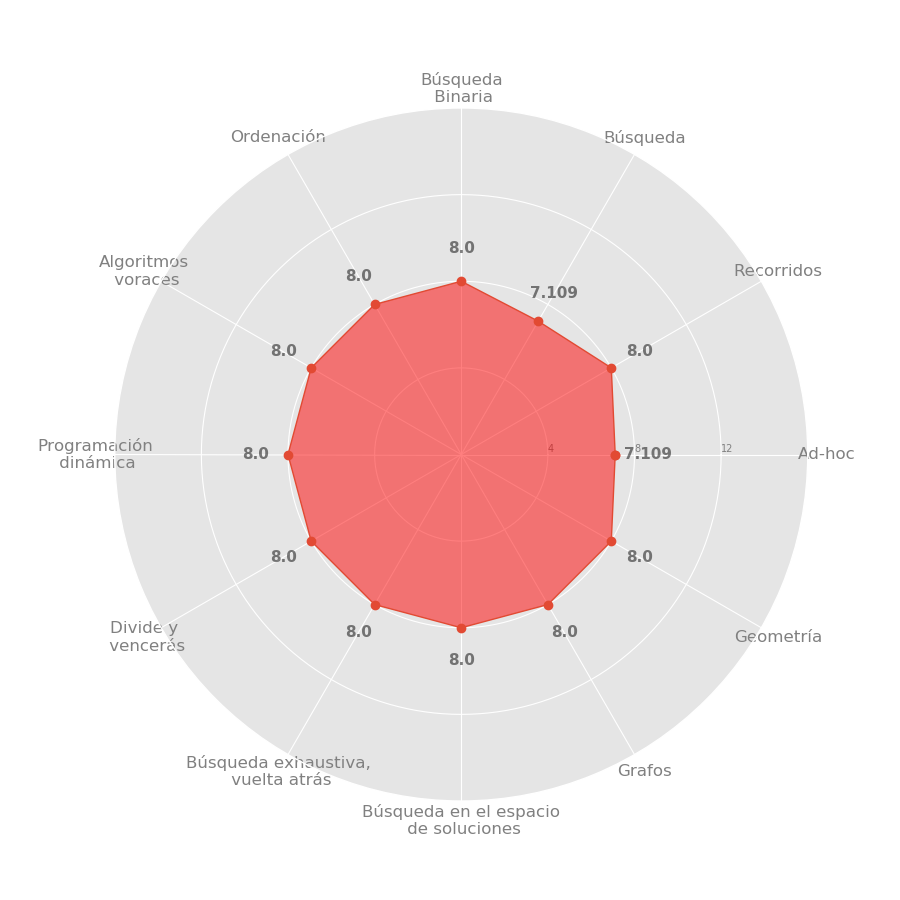 Búsqueda
Binaria
Ordenación
Búsqueda
8.0
Algoritmos
voraces
8.0
7.109
Recorridos
8.0
8.0
Programación
dinámica
8.0
4
8
7.109
12
Ad-hoc
8.0
8.0
Divide y
vencerás
8.0
8.0
8.0
Geometría
Búsqueda exhaustiva,
vuelta atrás
Grafos
Búsqueda en el espacio
de soluciones